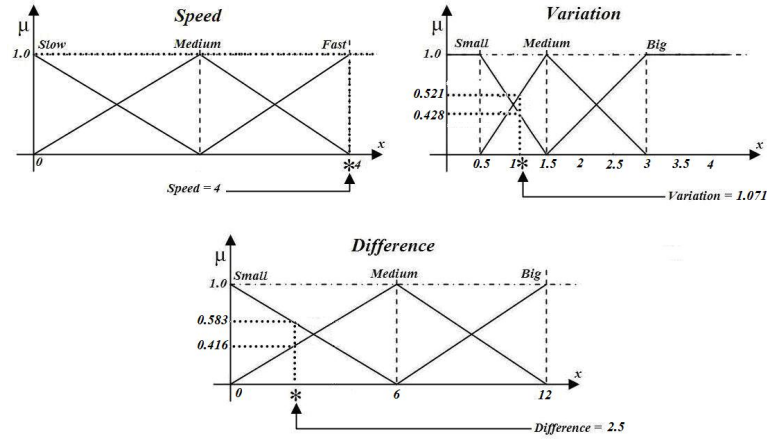 Speed
μ
Slow
Medium
Fast
1.0
0
4
x
Speed = 4
Variation
μ
Small
Medium
Big
1.0
0.521
0.428
0.5 1 1.5 2 2.5 3 3.5 4
x
Variation = 1.071
Difference
μ
Small
Medium
Big
1.0
0.583
0.416
0 6 12
x
Difference = 2.5